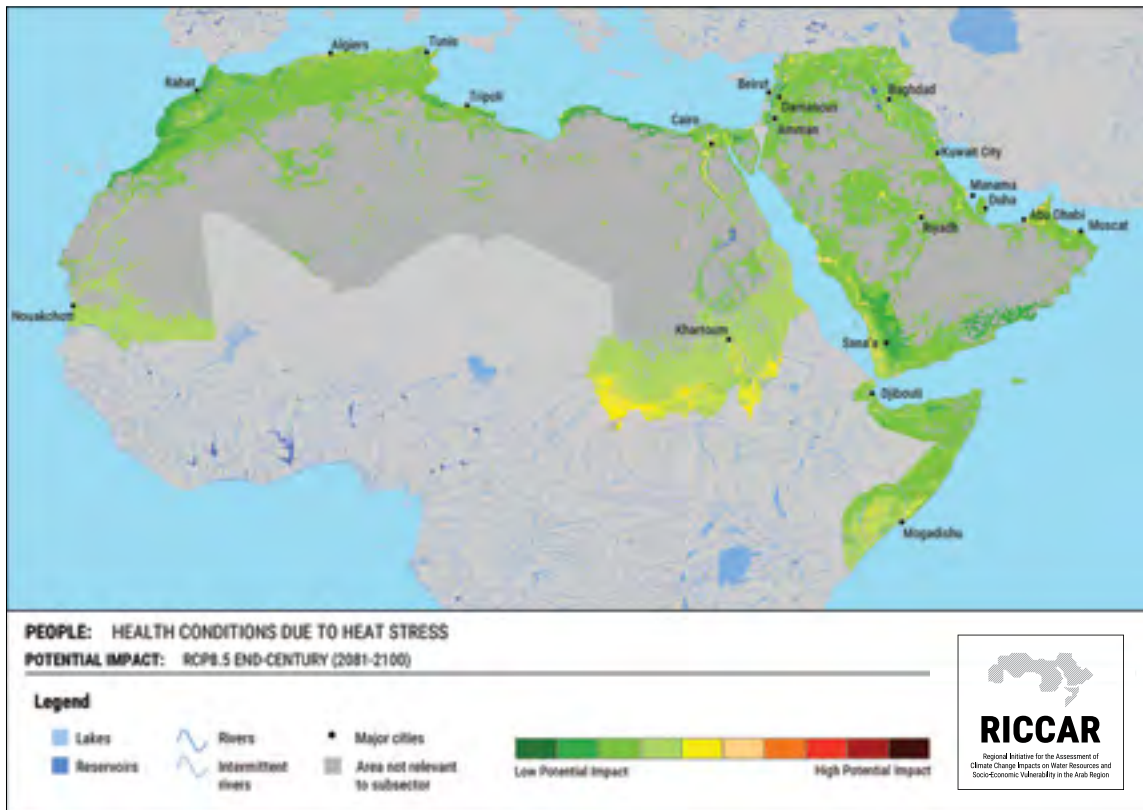 Algiers
Tunis
Rabat
Tripoli
Beirut
Damascus
Baghdad
Cairo
Amman
Kuwait City
Manama
Doha
Abu Dhabi
Muscat
Riyadh
Nouakchott
Khartoum
Sana'a
Djibouti
Mogadishu
PEOPLE: HEALTH CONDITIONS DUE TO HEAT STRESS
POTENTIAL IMPACT: RCP8.5 END-CENTURY (2081-2100)
Legend
Lakes
Rivers
Major cities
Reservoirs
Intermittent
rivers
Area not relevant
to subsector
Low Potential Impact
High Potential Impact
RICCAR
Regional Initiative for the Assessment of
Climate Change Impacts on Water Resources and
Socio-Economic Vulnerability in the Arab Region